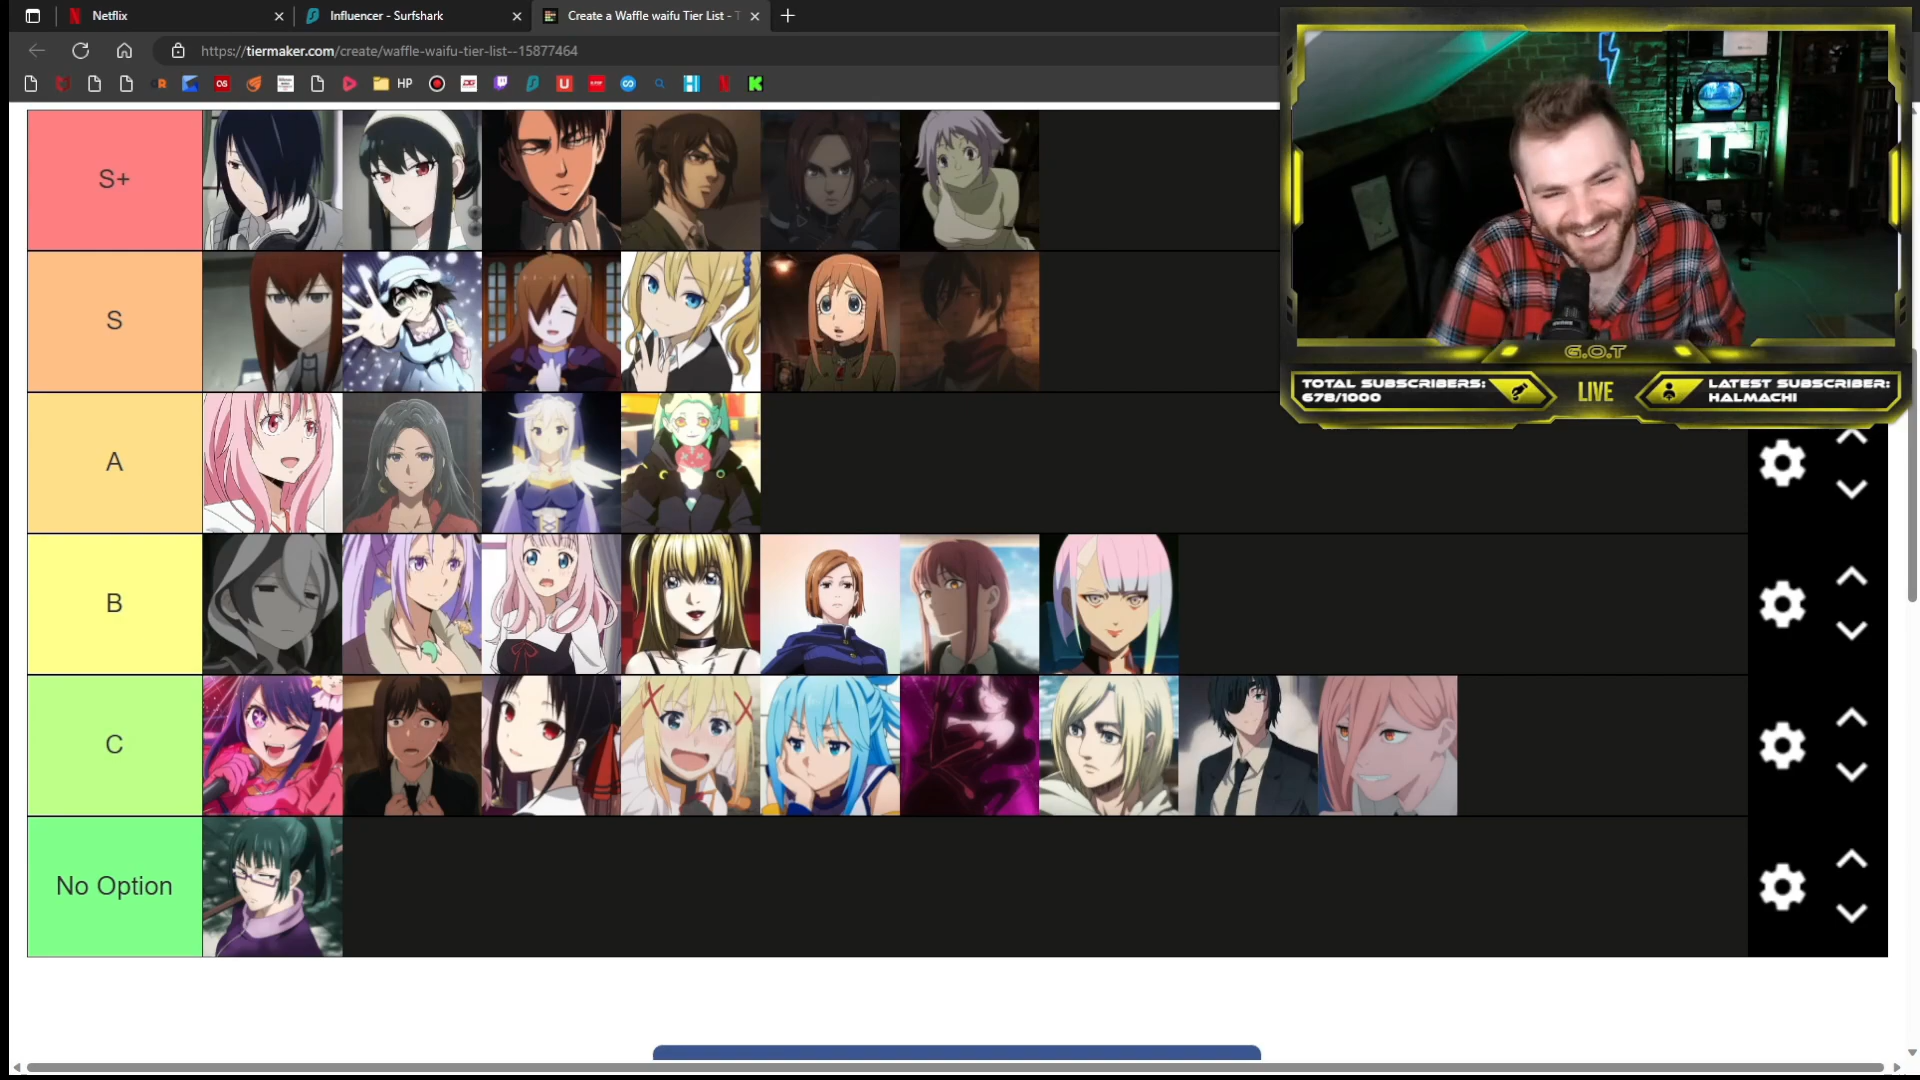 Netflix
Influencer - Surfshark
Create a Waffle waifu Tier List - T
https://tiermaker.com/create/waffle-waifu-tier-list--15877464
HP
S+
S
A
B
C
No Option
G.O.T
TOTAL SUBSCRIBERS:
678/1000
LIVE
LATEST SUBSCRIBER:
HALMACHI